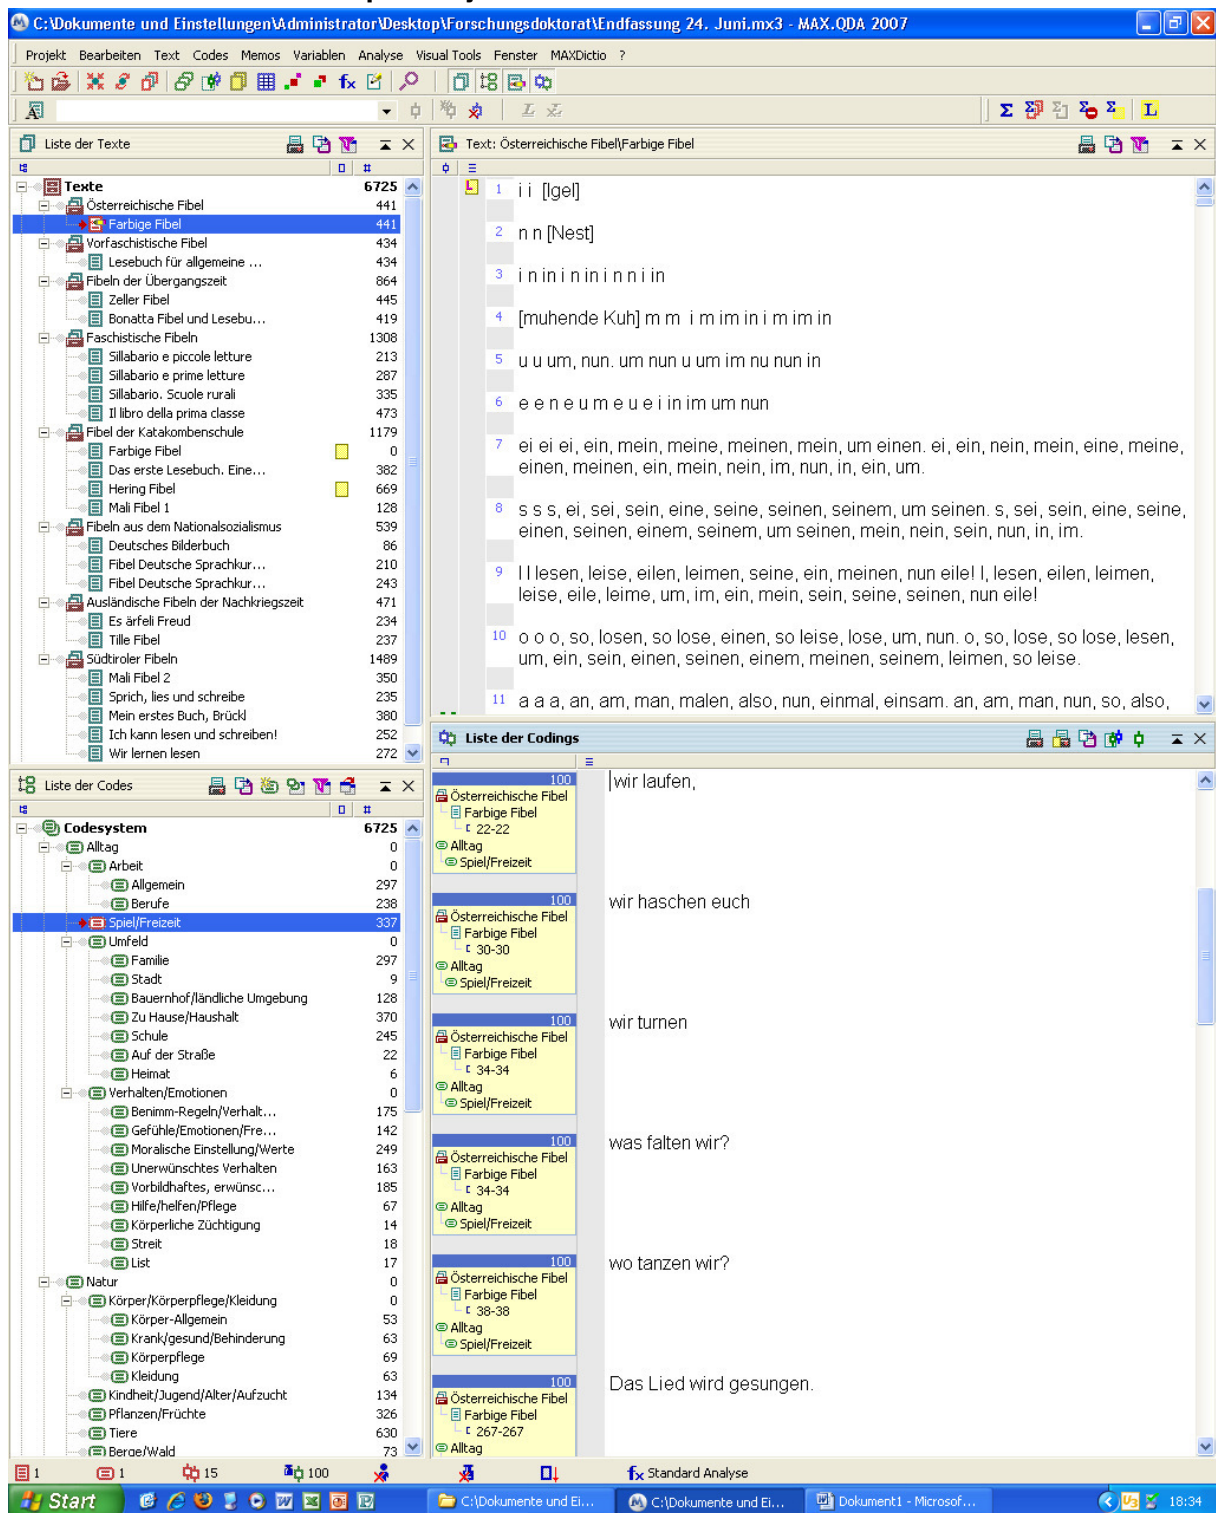 C:\Dokumente und Einstellungen\Administrator\Desktop\Forschungsdoktorat\Endfassung 24. Juni.mx3 - MAX.QDA 2007
Projekt Bearbeiten Text Codes Memos Variablen Analyse Visual Tools Fenster MAXDictio ?
Liste der Texte
Texte 6725
Österreichische Fibel 441
Farbige Fibel 441
Vorfaschistische Fibel 434
Lesebuch für allgemeine ... 434
Fibeln der Übergangszeit 864
Zeller Fibel 445
Bonatta Fibel und Lesebu... 419
Faschistische Fibeln 1308
Sillabario e piccole letture 213
Sillabario e prime letture 287
Sillabario. Scuole rurali 335
Il libro della prima classe 473
Fibel der Katakombenschule 1179
Farbige Fibel 0
Das erste Lesebuch. Eine... 382
Hering Fibel 669
Mali Fibel 1 128
Fibeln aus dem Nationalsozialismus 539
Deutsches Bilderbuch 86
Fibel Deutsche Sprachkur... 210
Fibel Deutsche Sprachkur... 243
Ausländische Fibeln der Nachkriegszeit 471
Es ärfeli Freud 234
Tille Fibel 237
Südtiroler Fibeln 1489
Mali Fibel 2 350
Sprich, lies und schreibe 235
Mein erstes Buch, Brückl 380
Ich kann lesen und schreiben! 252
Wir lernen lesen 272
Text: Österreichische Fibel\Farbige Fibel
1 i i [Igel]
2 n n [Nest]
3 i n in i n in i n n i in
4 [muhende Kuh] m m i m im in i m im in
5 u u um, nun. um nun u um im nu nun in
6 e e n e u m e u e i in im um nun
7 ei ei ei, ein, mein, meine, meinen, mein, um einen. ei, ein, nein, mein, eine, meine,
einen, meinen, ein, mein, nein, im, nun, in, ein, um.
8 s s s, ei, sei, sein, eine, seine, seinen, seinem, um seinen. s, sei, sein, eine, seine,
einen, seinen, einem, seinem, um seinen, mein, nein, sein, nun, in, im.
9 l l lesen, leise, eilen, leimen, seine, ein, meinen, nun eile! l, lesen, eilen, leimen,
leise, eile, leime, um, im, ein, mein, sein, seine, seinen, nun eile!
10 o o o, so, losen, so lose, einen, so leise, lose, um, nun. o, so, lose, so lose, lesen,
um, ein, sein, einen, seinen, einem, meinen, seinem, leimen, so leise.
11 a a a, an, am, man, malen, also, nun, einmal, einsam. an, am, man, nun, so, also,
Liste der Codes
Codesystem 6725
Alltag 0
Arbeit 0
Allgemein 297
Berufe 238
Spiel/Freizeit 337
Umfeld 0
Familie 297
Stadt 9
Bauernhof/ländliche Umgebung 128
Zu Hause/Haushalt 370
Schule 245
Auf der Straße 22
Heimat 6
Verhalten/Emotionen 0
Benimm-Regeln/Verhalt... 175
Gefühle/Emotionen/Fre... 142
Moralische Einstellung/Werte 249
Unerwünschtes Verhalten 163
Vorbildhaftes, erwünsc... 185
Hilfe/helfen/Pflege 67
Körperliche Züchtigung 14
Streit 18
List 17
Natur 0
Körper/Körperpflege/Kleidung 0
Körper-Allgemein 53
Krank/gesund/Behinderung 63
Körperpflege 69
Kleidung 63
Kindheit/Jugend/Alter/Aufzucht 134
Pflanzen/Früchte 326
Tiere 630
Berge/Wald 73
Liste der Codings
100
Österreichische Fibel
Farbige Fibel
22-22
Alltag
Spiel/Freizeit
wir laufen,
100
Österreichische Fibel
Farbige Fibel
30-30
Alltag
Spiel/Freizeit
wir haschen euch
100
Österreichische Fibel
Farbige Fibel
34-34
Alltag
Spiel/Freizeit
wir turnen
100
Österreichische Fibel
Farbige Fibel
34-34
Alltag
Spiel/Freizeit
was falten wir?
100
Österreichische Fibel
Farbige Fibel
38-38
Alltag
Spiel/Freizeit
wo tanzen wir?
100
Österreichische Fibel
Farbige Fibel
267-267
Alltag
Das Lied wird gesungen.
1 1 15 100 fx Standard Analyse
Start C:\Dokumente und Ei... C:\Dokumente und Ei... Dokument1 - Microsof... 18:34